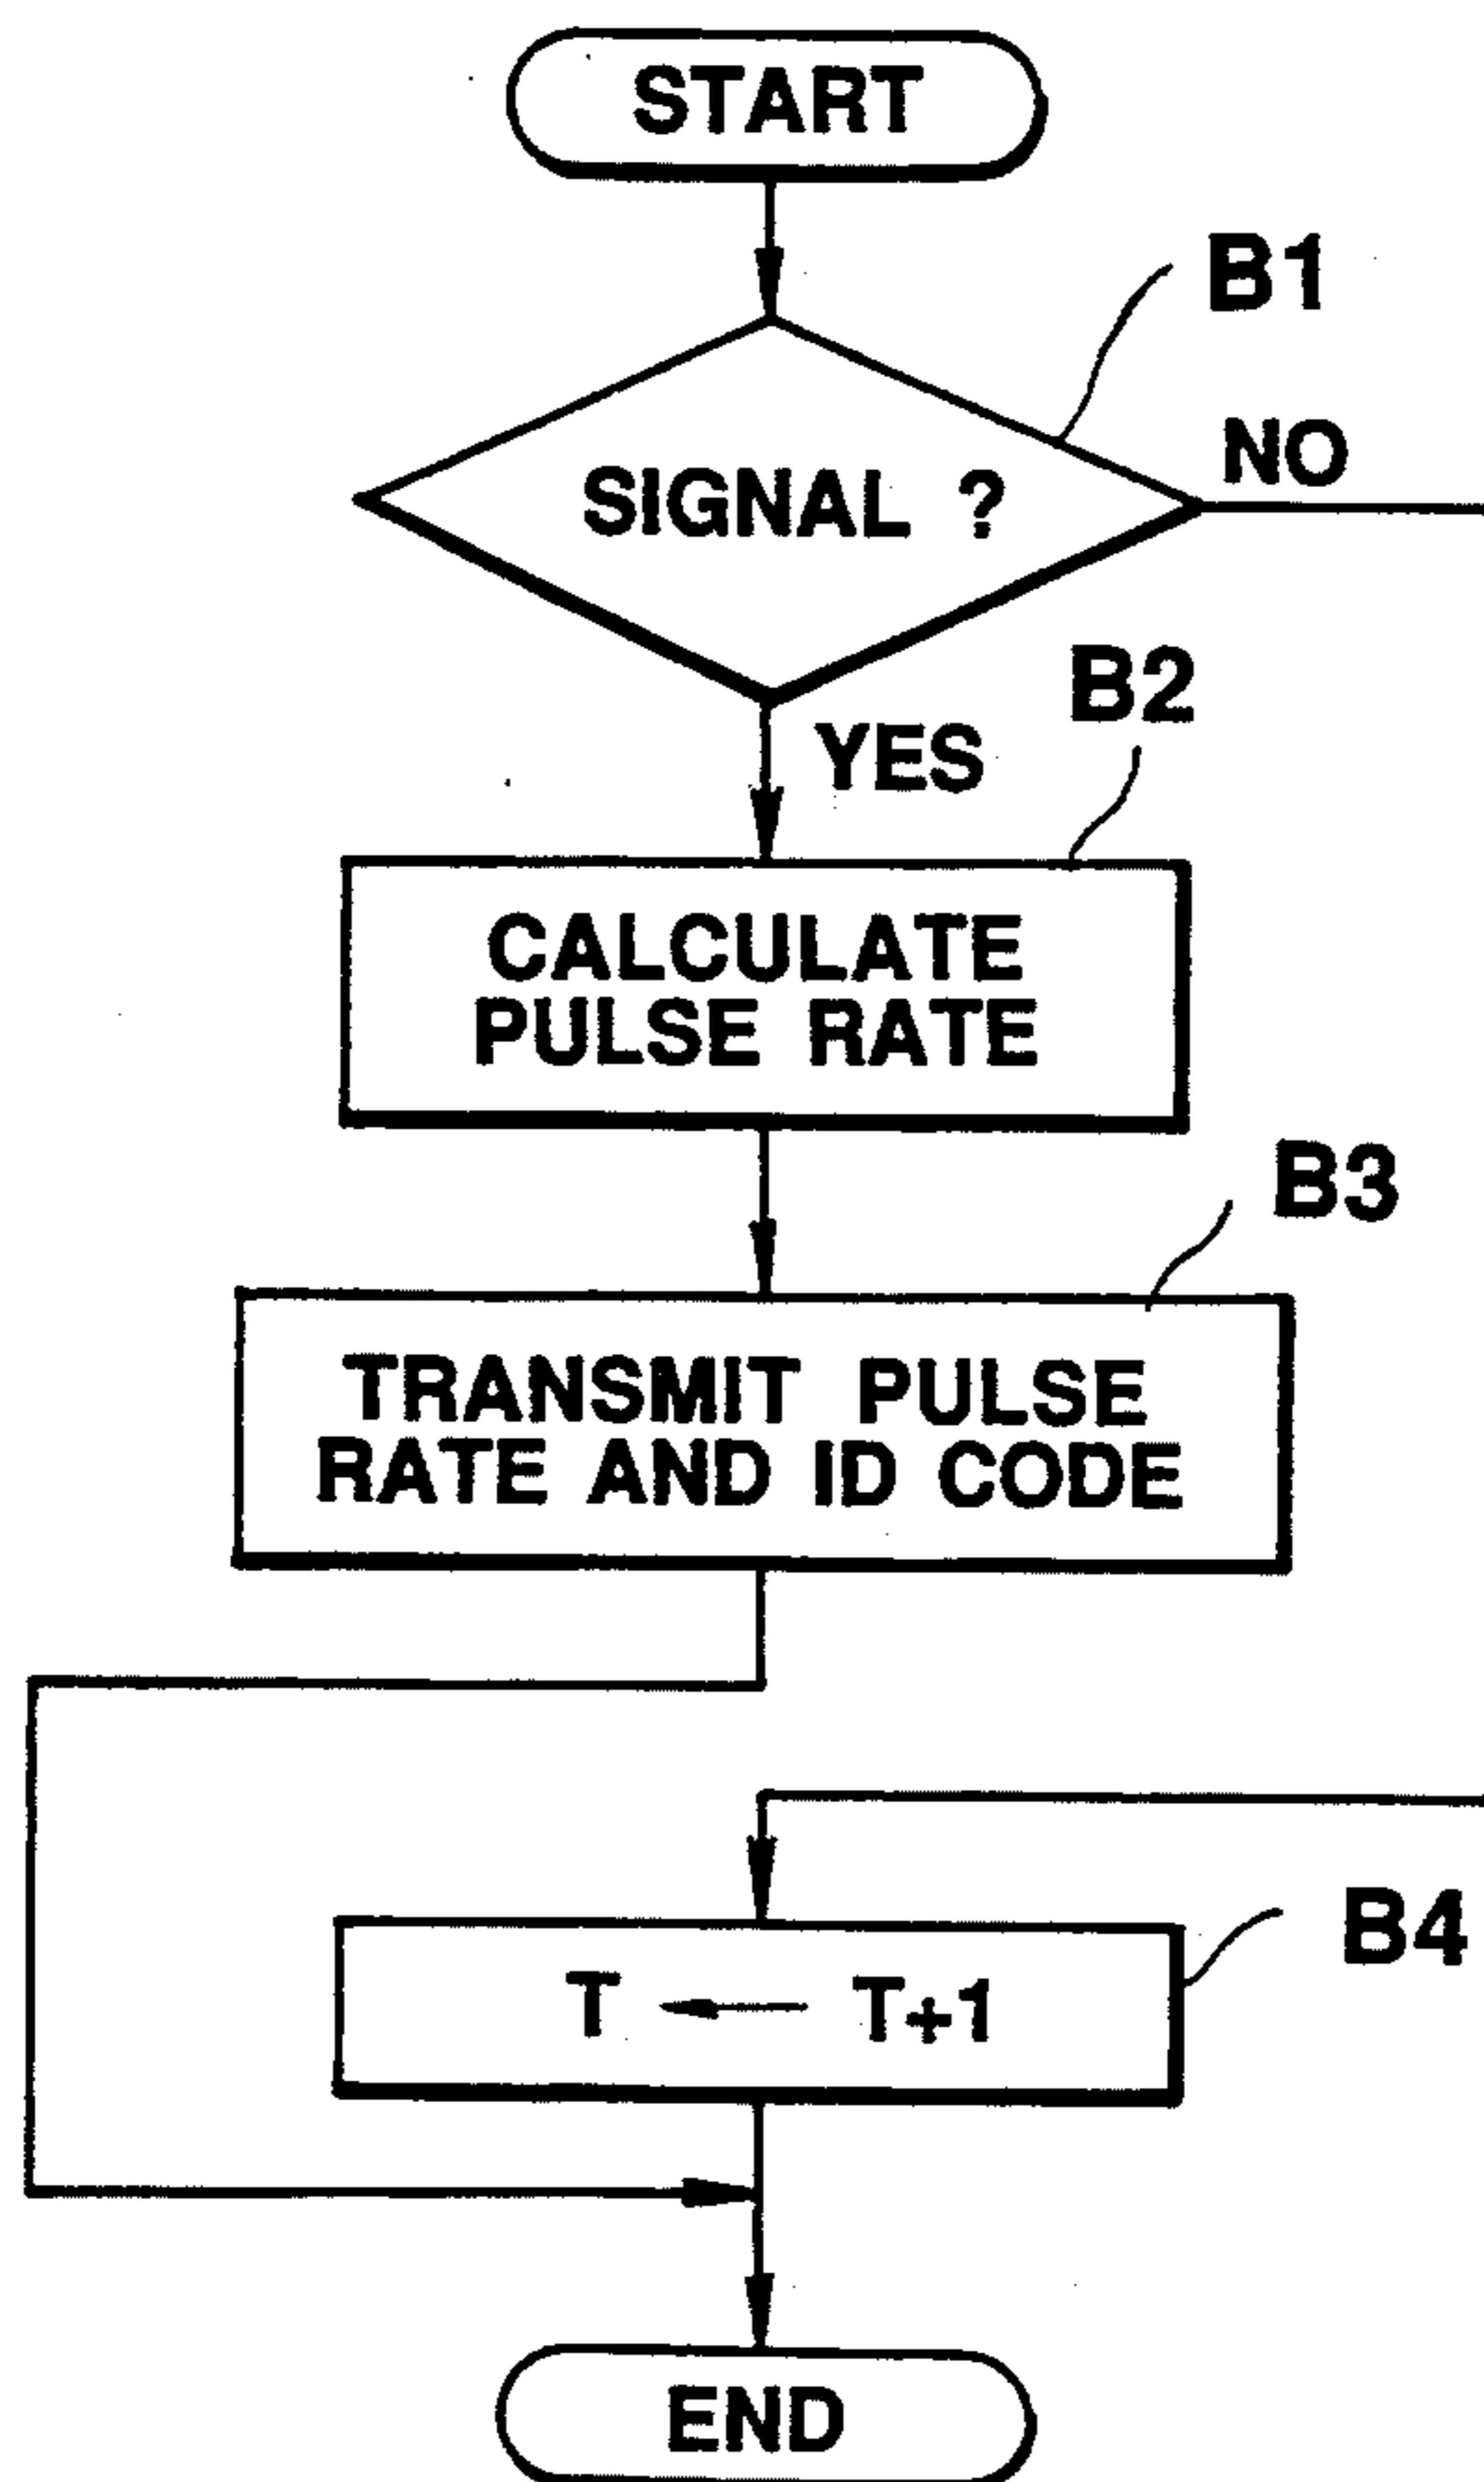 START
B1
SIGNAL ?
NO
B2
YES
CALCULATE
PULSE RATE
B3
TRANSMIT PULSE
RATE AND ID CODE
B4
T ← T+1
END